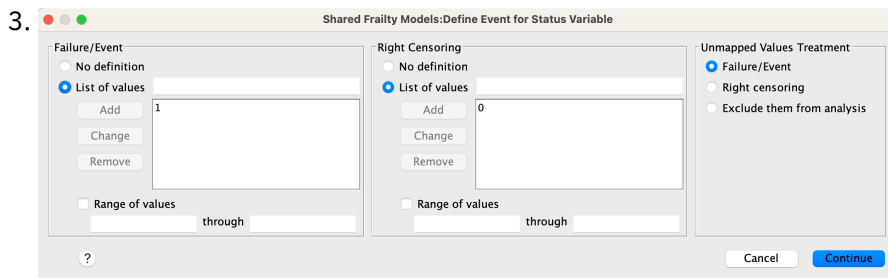 3.
Shared Frailty Models:Define Event for Status Variable
Failure/Event
No definition
List of values
Add
1
Change
Remove
Range of values
through
Right Censoring
No definition
List of values
Add
0
Change
Remove
Range of values
through
Unmapped Values Treatment
Failure/Event
Right censoring
Exclude them from analysis
?
Cancel
Continue